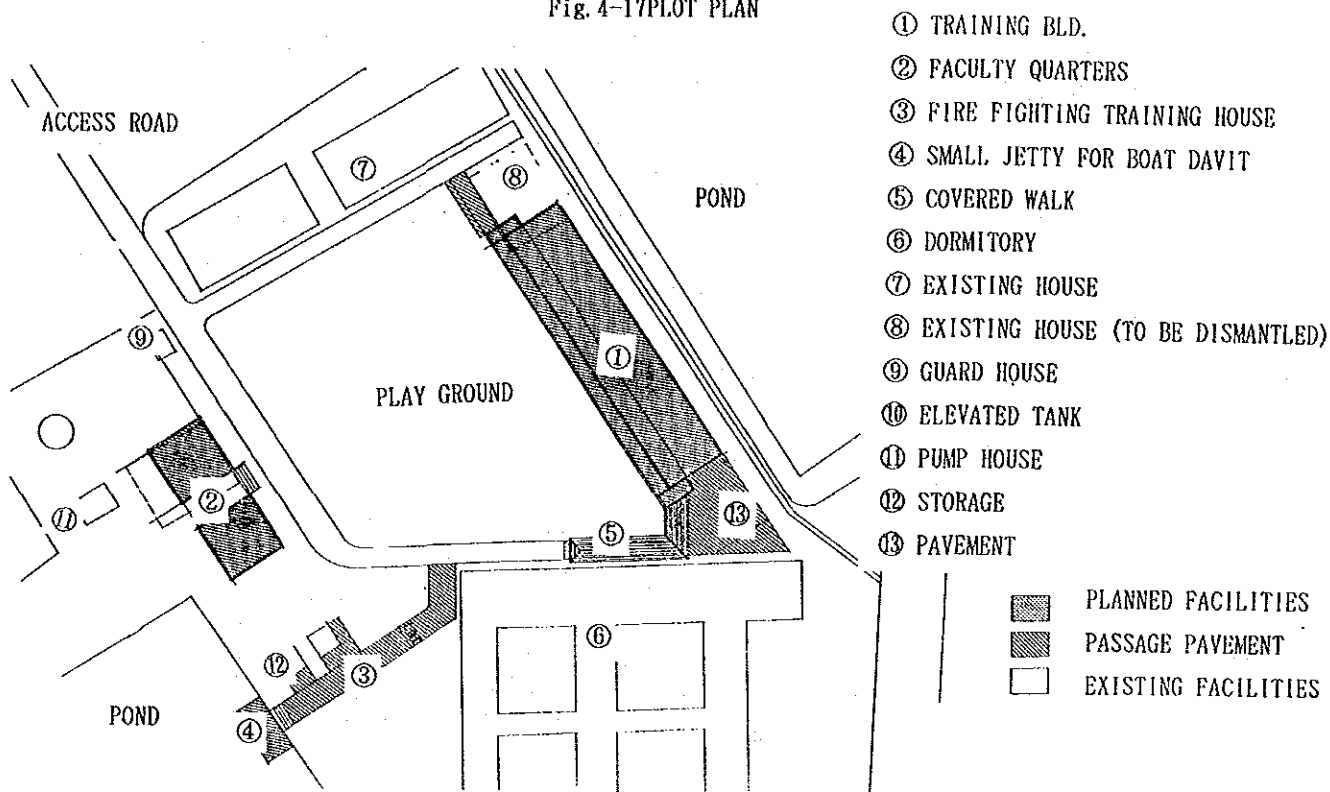 Fig. 4-17PLOT PLAN
① TRAINING BLD.
② FACULTY QUARTERS
③ FIRE FIGHTING TRAINING HOUSE
④ SMALL JETTY FOR BOAT DAVIT
⑤ COVERED WALK
⑥ DORMITORY
⑦ EXISTING HOUSE
⑧ EXISTING HOUSE (TO BE DISMANTLED)
⑨ GUARD HOUSE
⑩ ELEVATED TANK
⑪ PUMP HOUSE
⑫ STORAGE
⑬ PAVEMENT
PLANNED FACILITIES
PASSAGE PAVEMENT
EXISTING FACILITIES
ACCESS ROAD
⑦
⑧
POND
⑨
①
PLAY GROUND
②
⑪
⑤
⑬
⑥
⑫
③
POND
④